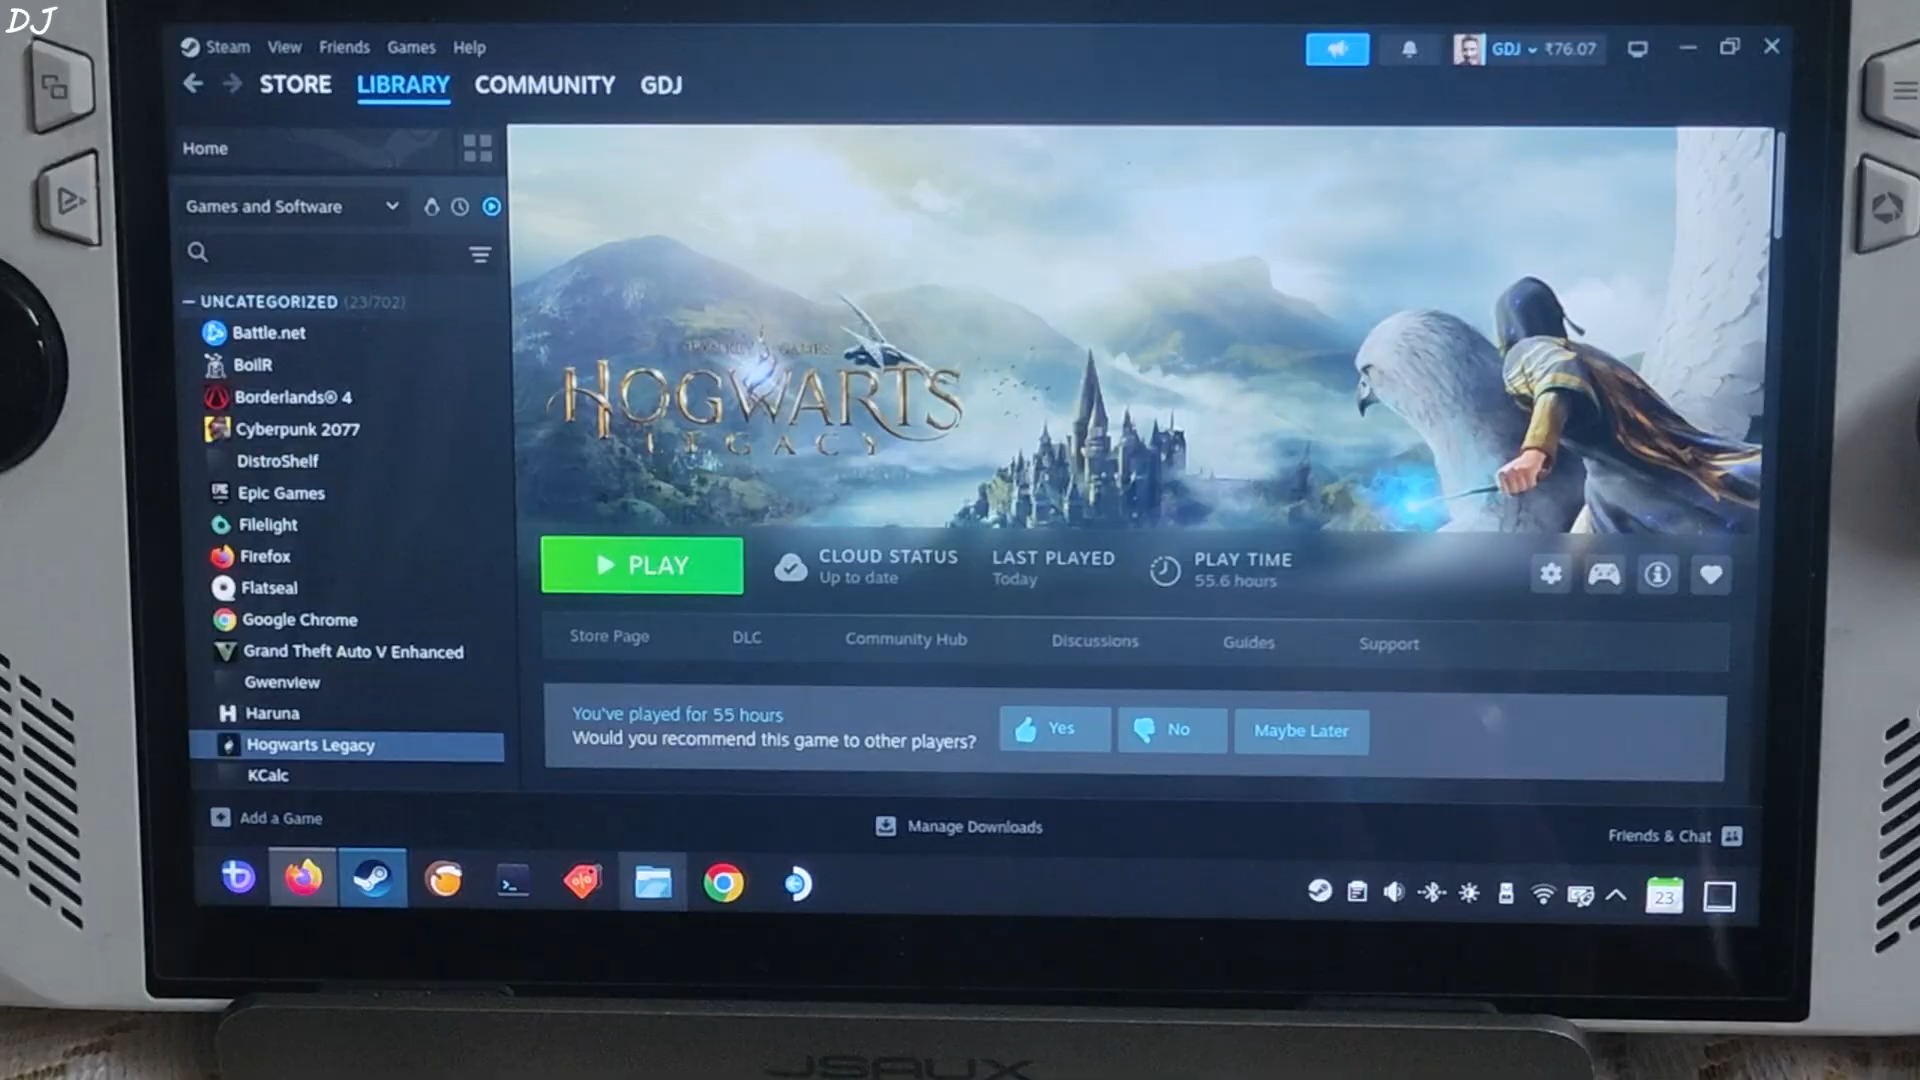 DJ
Steam View Friends Games Help
GDJ ₹76.07
STORE LIBRARY COMMUNITY GDJ
Home
Games and Software
UNCATEGORIZED (23/702)
Battle.net
BoilR
Borderlands® 4
Cyberpunk 2077
DistroShelf
Epic Games
Filelight
Firefox
Flatseal
Google Chrome
Grand Theft Auto V Enhanced
Gwenview
Haruna
Hogwarts Legacy
KCalc
HOGWARTS
LEGACY
PLAY
CLOUD STATUS
Up to date
LAST PLAYED
Today
PLAY TIME
55.6 hours
Store Page DLC Community Hub Discussions Guides Support
You've played for 55 hours
Would you recommend this game to other players?
Yes No Maybe Later
Add a Game
Manage Downloads
Friends & Chat
23
JSAUX